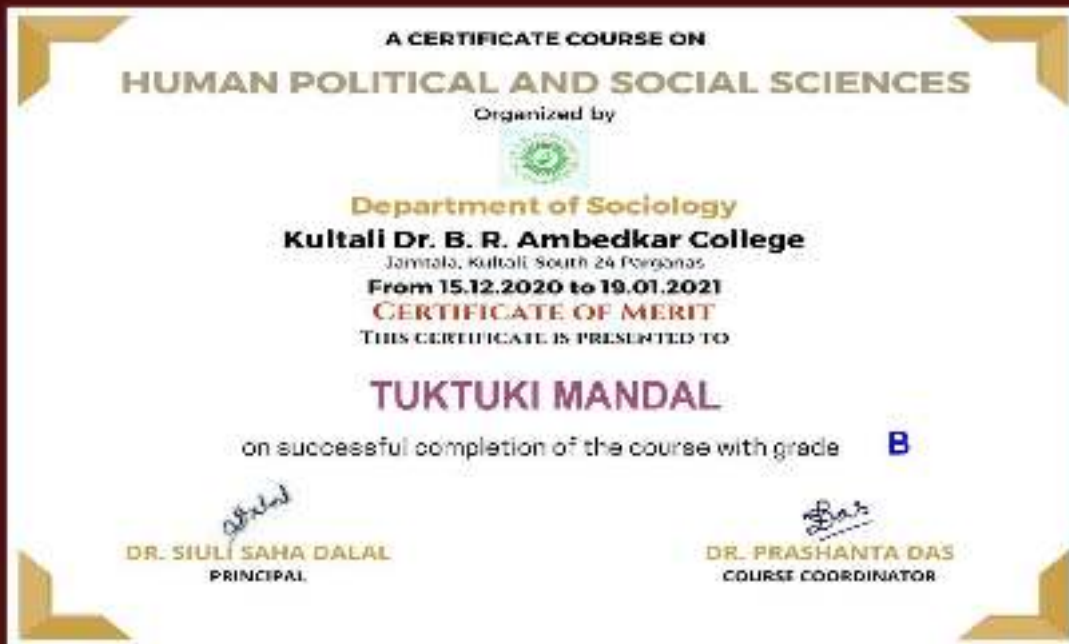 A CERTIFICATE COURSE ON
HUMAN POLITICAL AND SOCIAL SCIENCES
Organized by
Department of Sociology
Kultali Dr. B. R. Ambedkar College
Jamtala, Kultali South 24 Parganas
From 15.12.2020 to 19.01.2021
CERTIFICATE OF MERIT
THIS CERTIFICATE IS PRESENTED TO
TUKTUKI MANDAL
on successful completion of the course with grade B
DR. SIULI SAHA DALAL
PRINCIPAL
Das
DR. PRASHANTA DAS
COURSE COORDINATOR